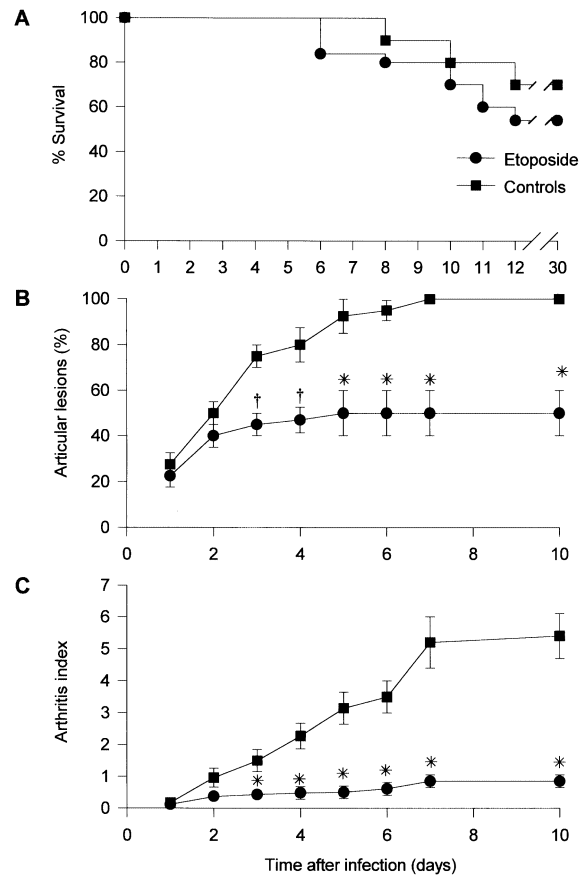 A
100
80
60
40
20
0
% Survival
Etoposide
Controls
0 1 2 3 4 5 6 7 8 9 10 11 12 30
B
100
80
60
40
20
0
Articular lesions (%)
† † * * * *
0 2 4 6 8 10
C
7
6
5
4
3
2
1
0
Arthritis index
* * * * * *
0 2 4 6 8 10
Time after infection (days)